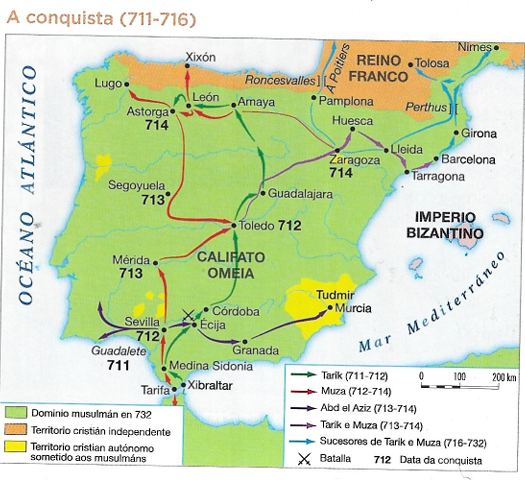 A conquista (711-716)
Xixón
Nimes
REINO
FRANCO
Tolosa
Á Poitiers
Roncesvalles
Lugo
León
Amaya
Pamplona
Perthus
Astorga
714
Huesca
Girona
Zaragoza
714
Lleida
Barcelona
Tarragona
Segoyuela
713
Guadalajara
Toledo 712
IMPERIO
BIZANTINO
OCÉANO ATLÁNTICO
Mérida
713
CALIFATO
OMEIA
Tudmir
Murcia
Mar Mediterráneo
Córdoba
Sevilla
712
Écija
Guadalete
711
Granada
Medina Sidonia
Tarifa
Xibraltar
0 100 200 km
Dominio musulmán en 732
Territorio cristián independente
Territorio cristian autónomo
sometido aos musulmáns
Tarik (711-712)
Muza (712-714)
Abd el Aziz (713-714)
Tarik e Muza (713-714)
Sucesores de Tarik e Muza (716-732)
Batalla 712 Data da conquista